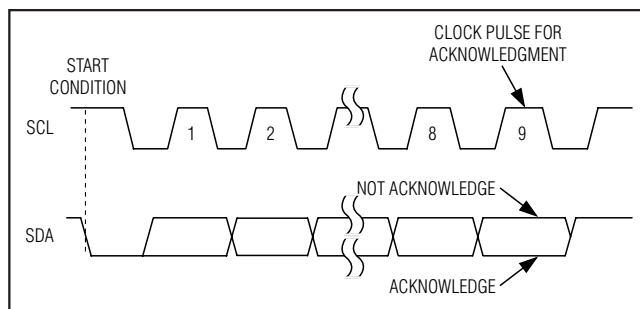 CLOCK PULSE FOR
ACKNOWLEDGMENT
START
CONDITION
SCL
1
2
8
9
NOT ACKNOWLEDGE
SDA
ACKNOWLEDGE